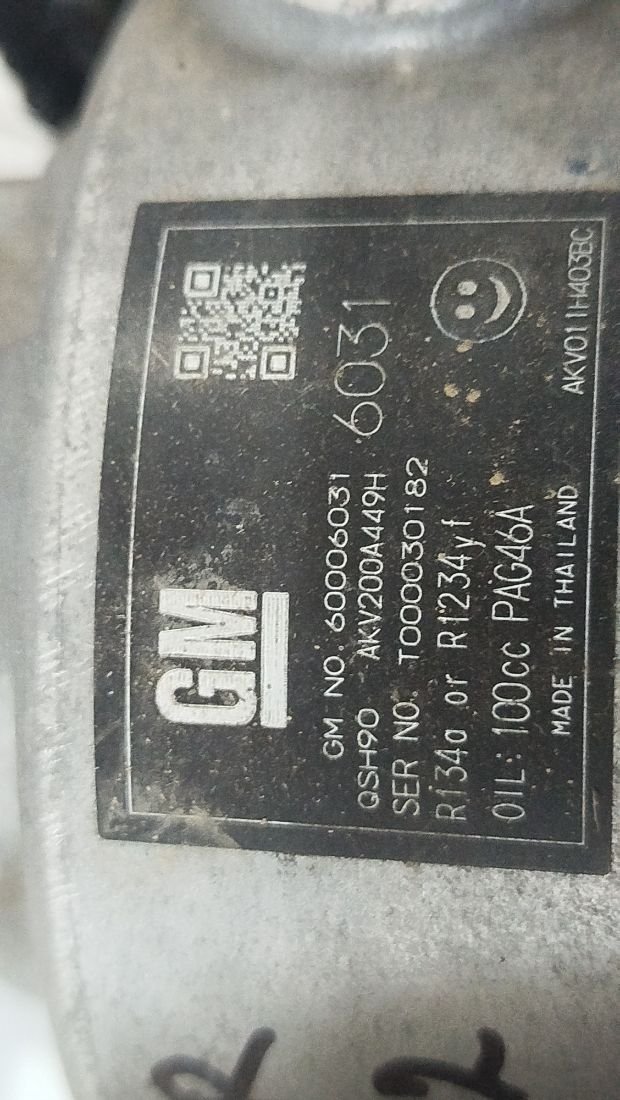 GM
GM NO. 60006031
QSH90 AKV200A449H 6031
SER NO. T000030182
R134a or R1234yf
OIL: 100cc PAG46A
MADE IN THAILAND AKV011H403BC